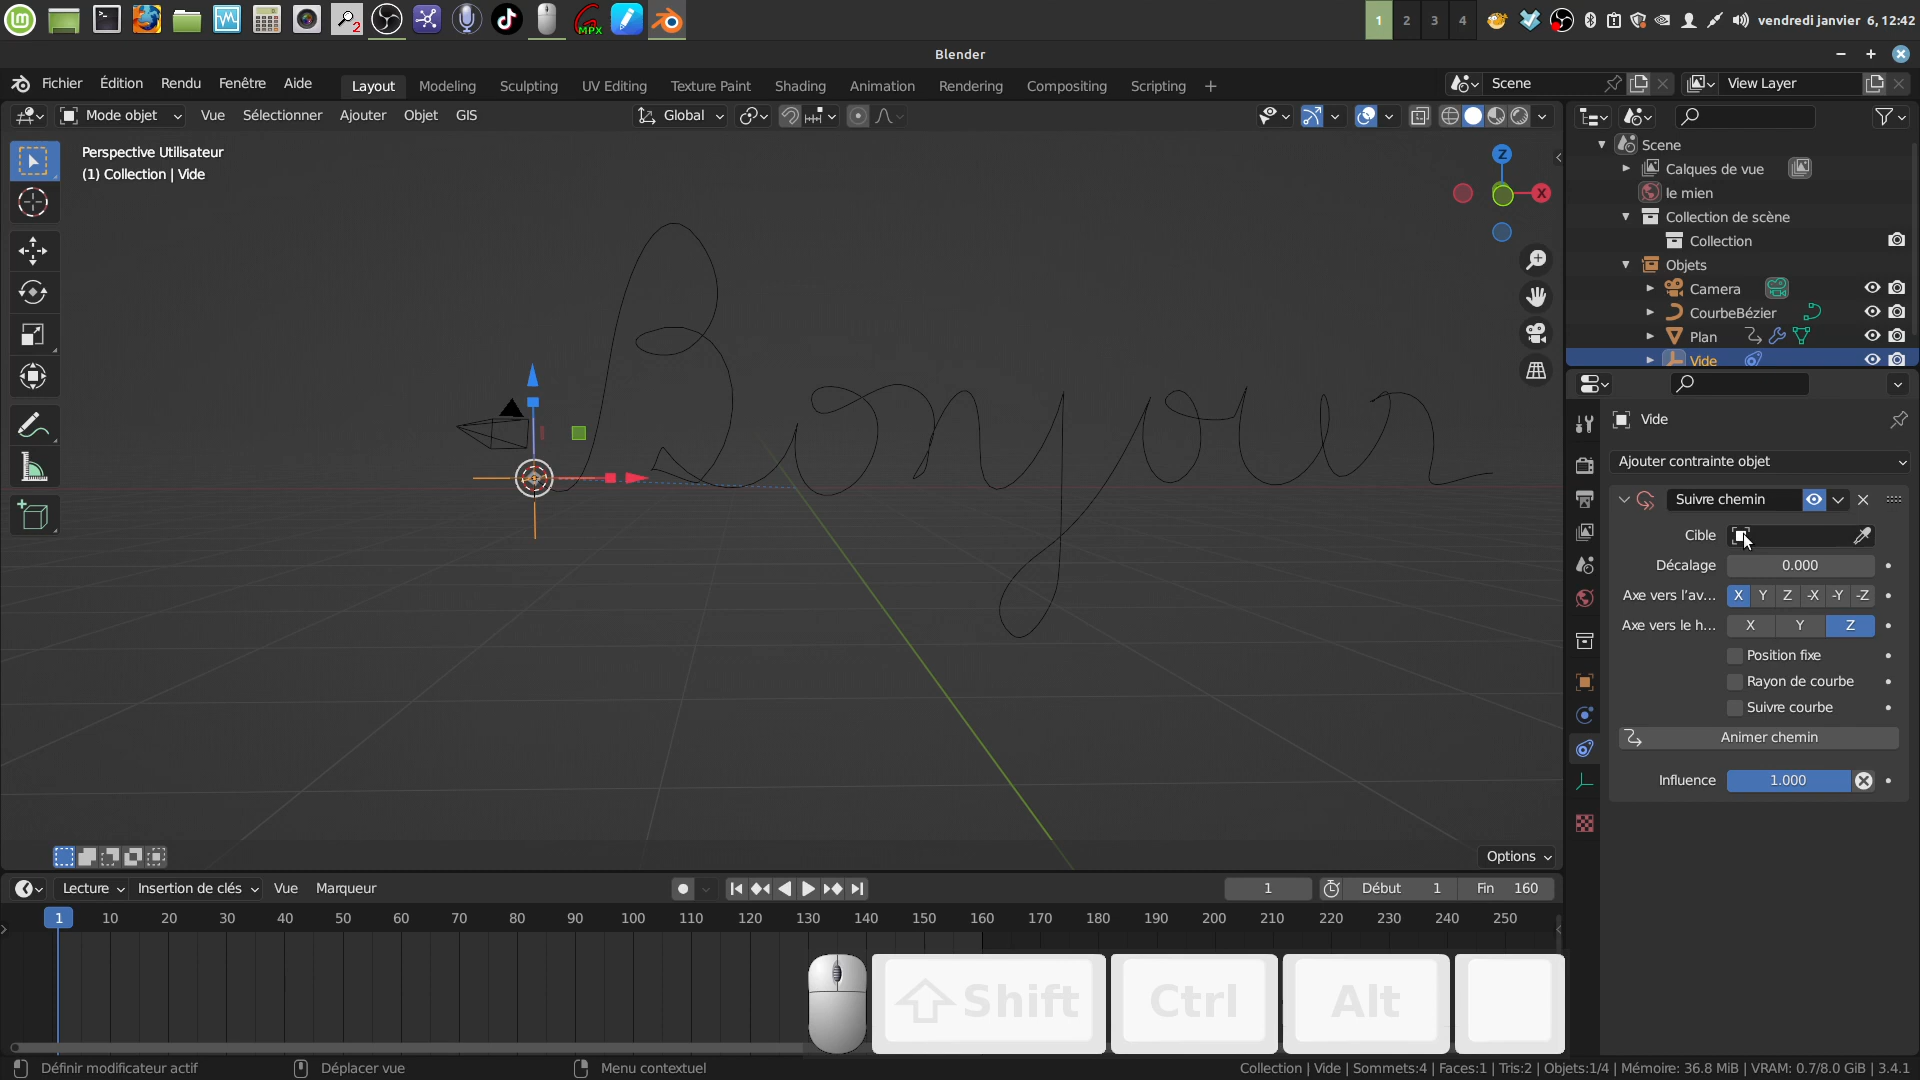 2
MPX
1 2 3 4
vendredi janvier 6, 12:42
Blender
Fichier Édition Rendu Fenêtre Aide
Layout Modeling Sculpting UV Editing Texture Paint Shading Animation Rendering Compositing Scripting +
Scene
View Layer
Mode objet Vue Sélectionner Ajouter Objet GIS
Global
Perspective Utilisateur
(1) Collection | Vide
Z
X
Bonjour
Options
Scene
Calques de vue
le mien
Collection de scène
Collection
Objets
Camera
CourbeBézier
Plan
Vide
Vide
Ajouter contrainte objet
Suivre chemin
Cible
Décalage 0.000
Axe vers l'av... X Y Z -X -Y -Z
Axe vers le h... X Y Z
Position fixe
Rayon de courbe
Suivre courbe
Animer chemin
Influence 1.000
Lecture Insertion de clés Vue Marqueur
1 Début 1 Fin 160
1 10 20 30 40 50 60 70 80 90 100 110 120 130 140 150 160 170 180 190 200 210 220 230 240 250
Shift Ctrl Alt
Définir modificateur actif Déplacer vue Menu contextuel
Collection | Vide | Sommets:4 | Faces:1 | Tris:2 | Objets:1/4 | Mémoire: 36.8 MiB | VRAM: 0.7/8.0 GiB | 3.4.1